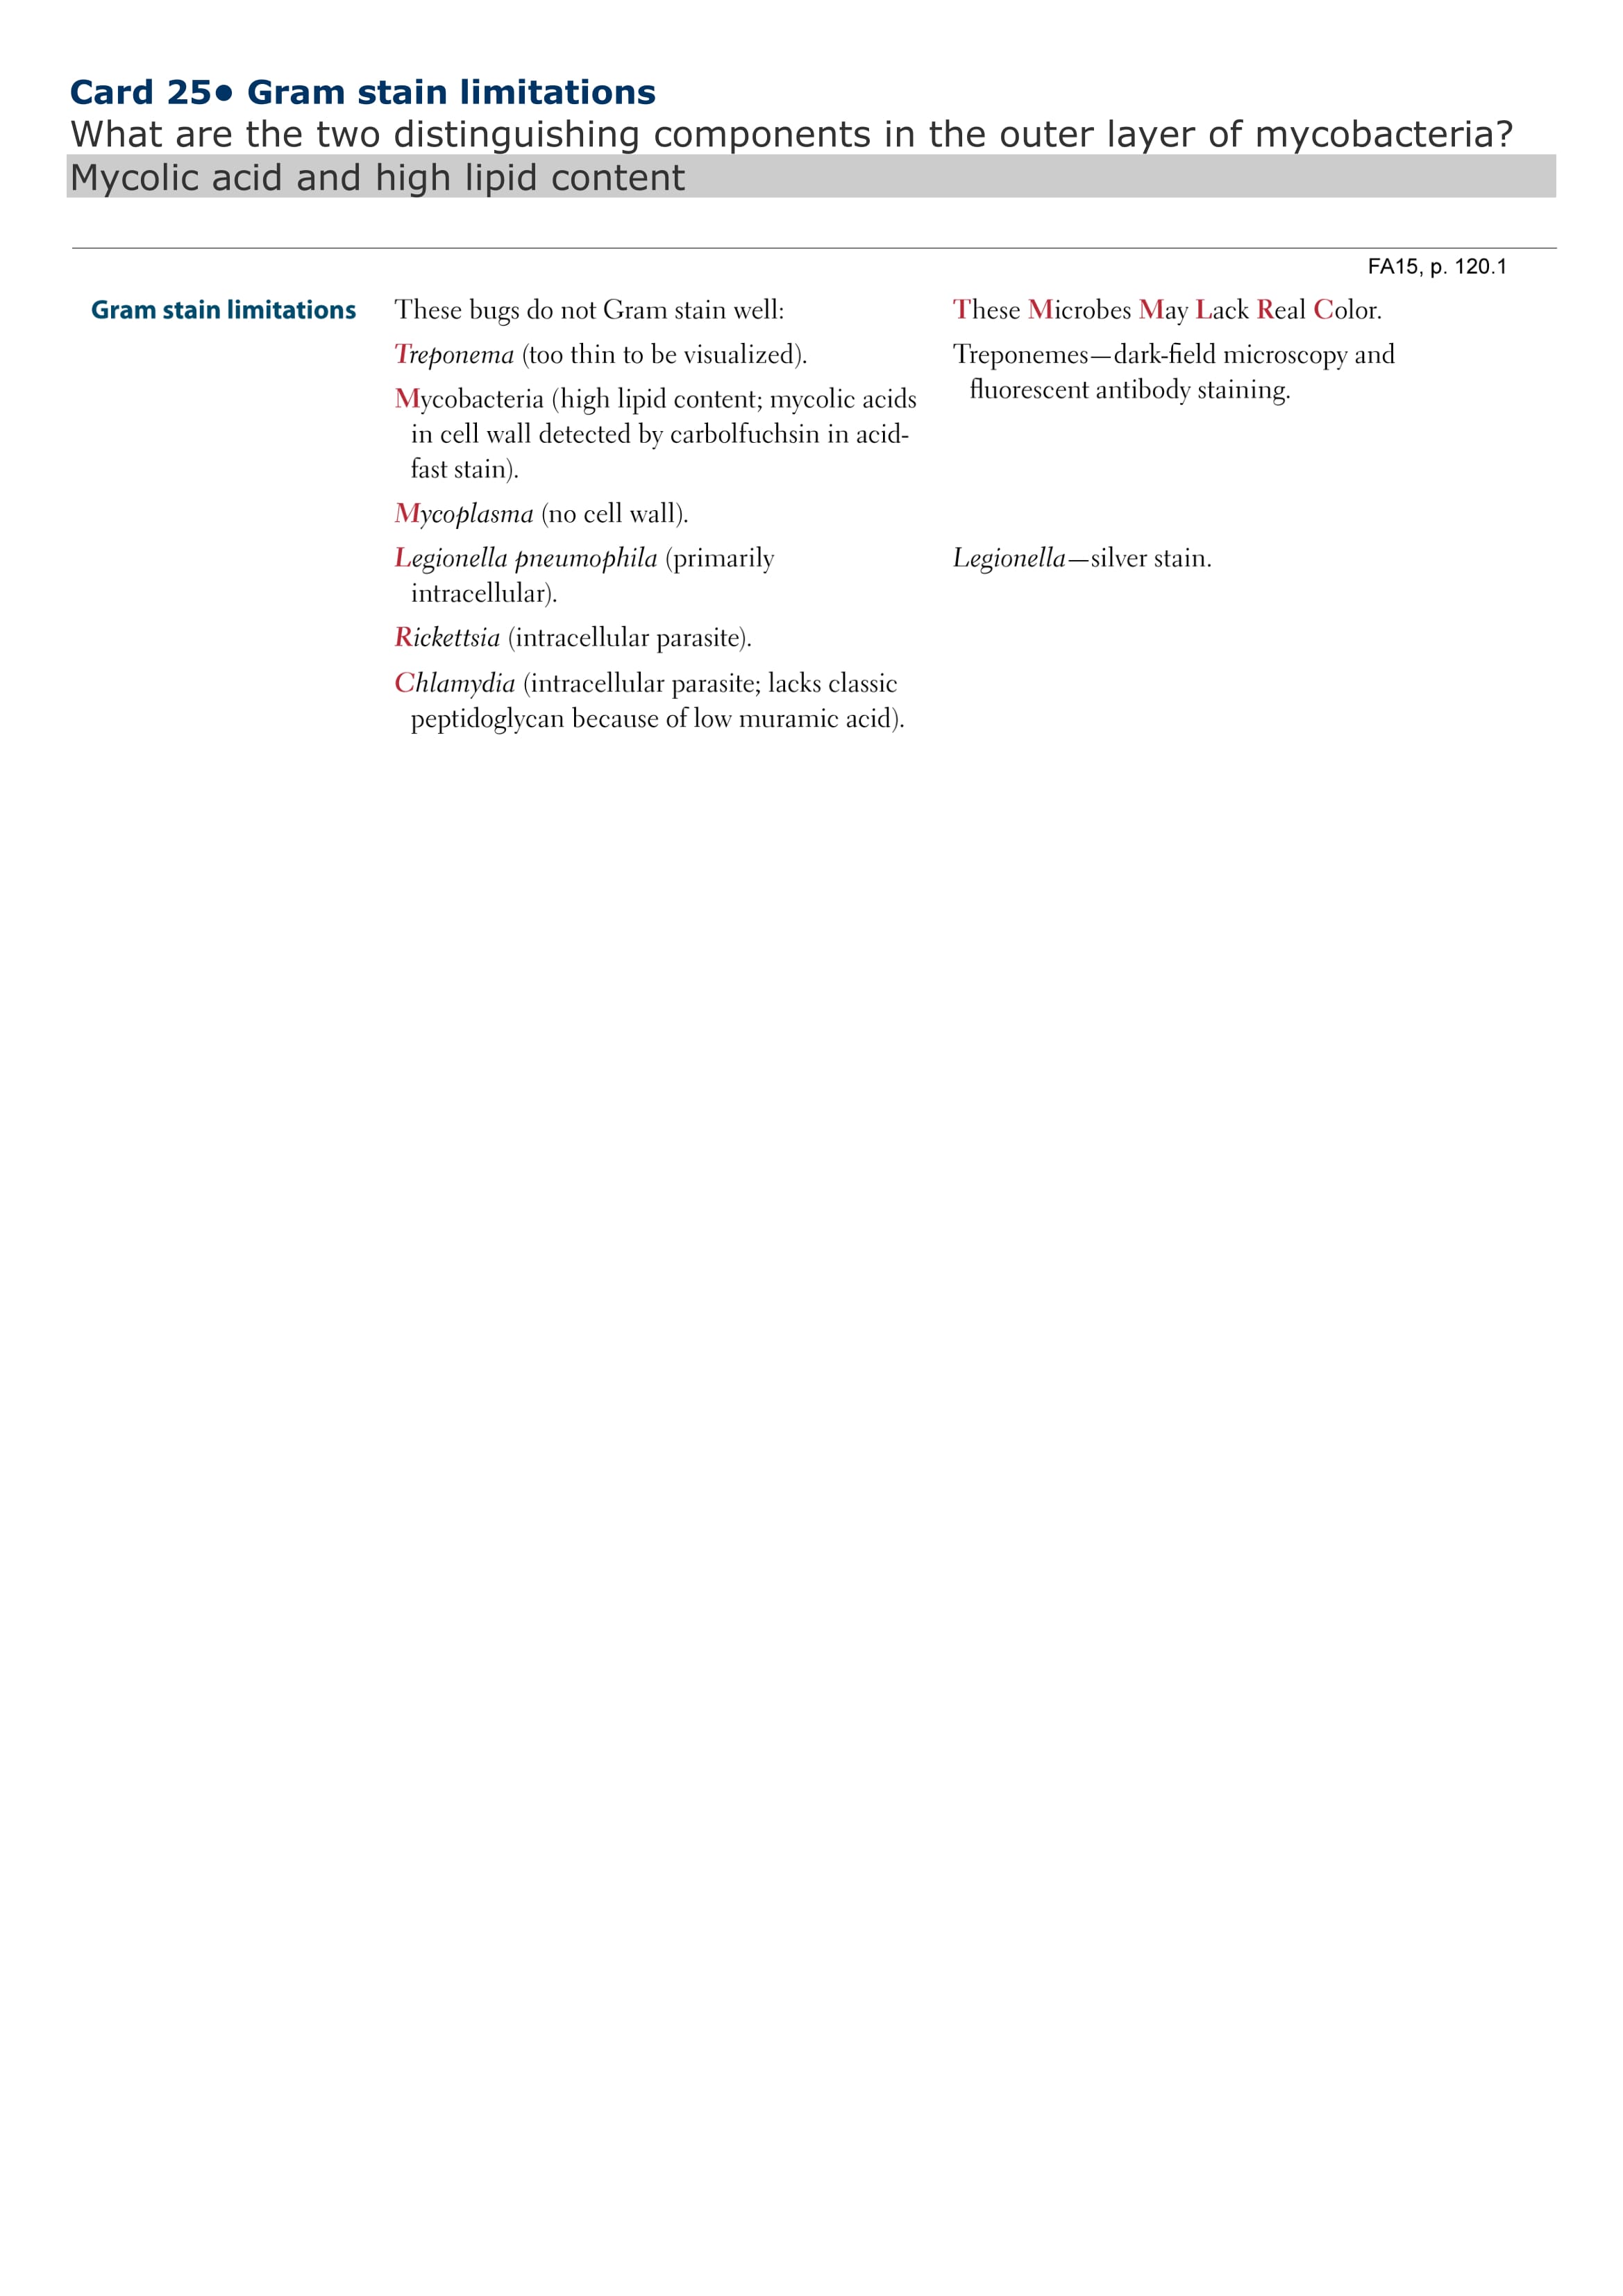 Card 25● Gram stain limitations
What are the two distinguishing components in the outer layer of mycobacteria?
Mycolic acid and high lipid content
FA15, p. 120.1
Gram stain limitations
These bugs do not Gram stain well:
Treponema (too thin to be visualized).
Mycobacteria (high lipid content; mycolic acids
in cell wall detected by carbolfuchsin in acid-
fast stain).
Mycoplasma (no cell wall).
Legionella pneumophila (primarily
intracellular).
Rickettsia (intracellular parasite).
Chlamydia (intracellular parasite; lacks classic
peptidoglycan because of low muramic acid).
These Microbes May Lack Real Color.
Treponemes—dark-field microscopy and
fluorescent antibody staining.
Legionella—silver stain.